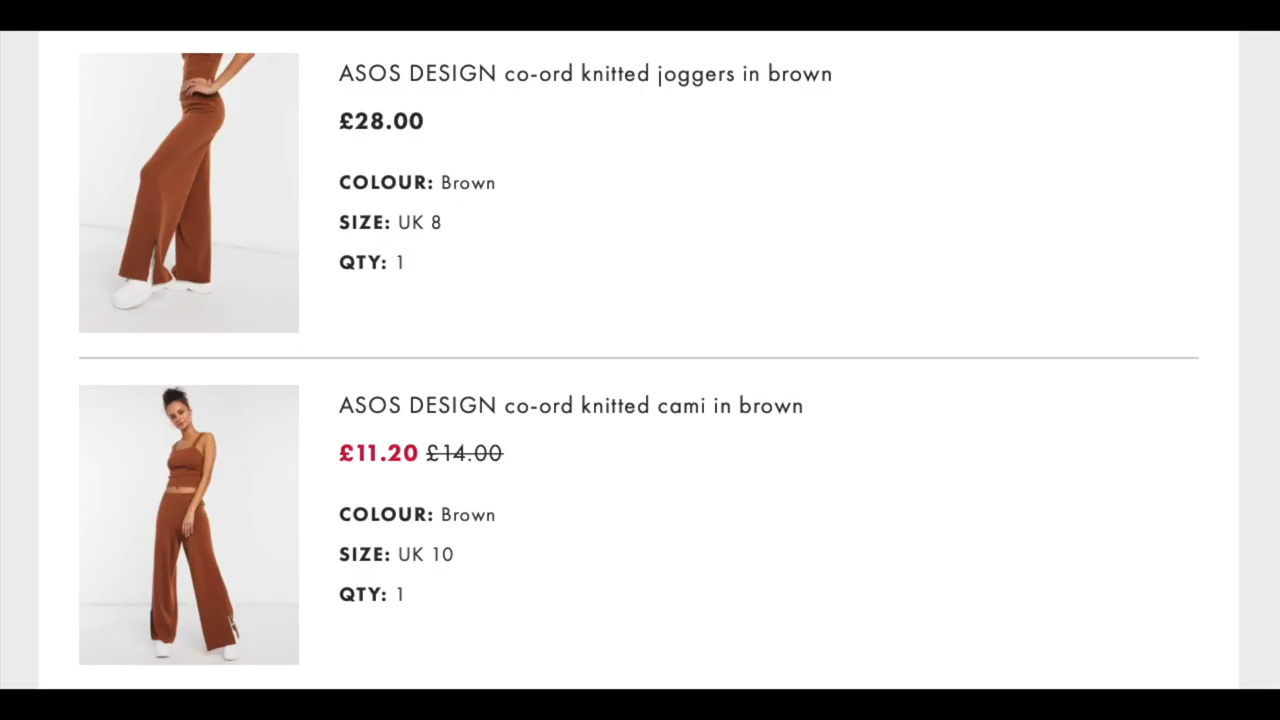 ASOS DESIGN co-ord knitted joggers in brown
£28.00
COLOUR: Brown
SIZE: UK 8
QTY: 1
ASOS DESIGN co-ord knitted cami in brown
£11.20 £14.00
COLOUR: Brown
SIZE: UK 10
QTY: 1